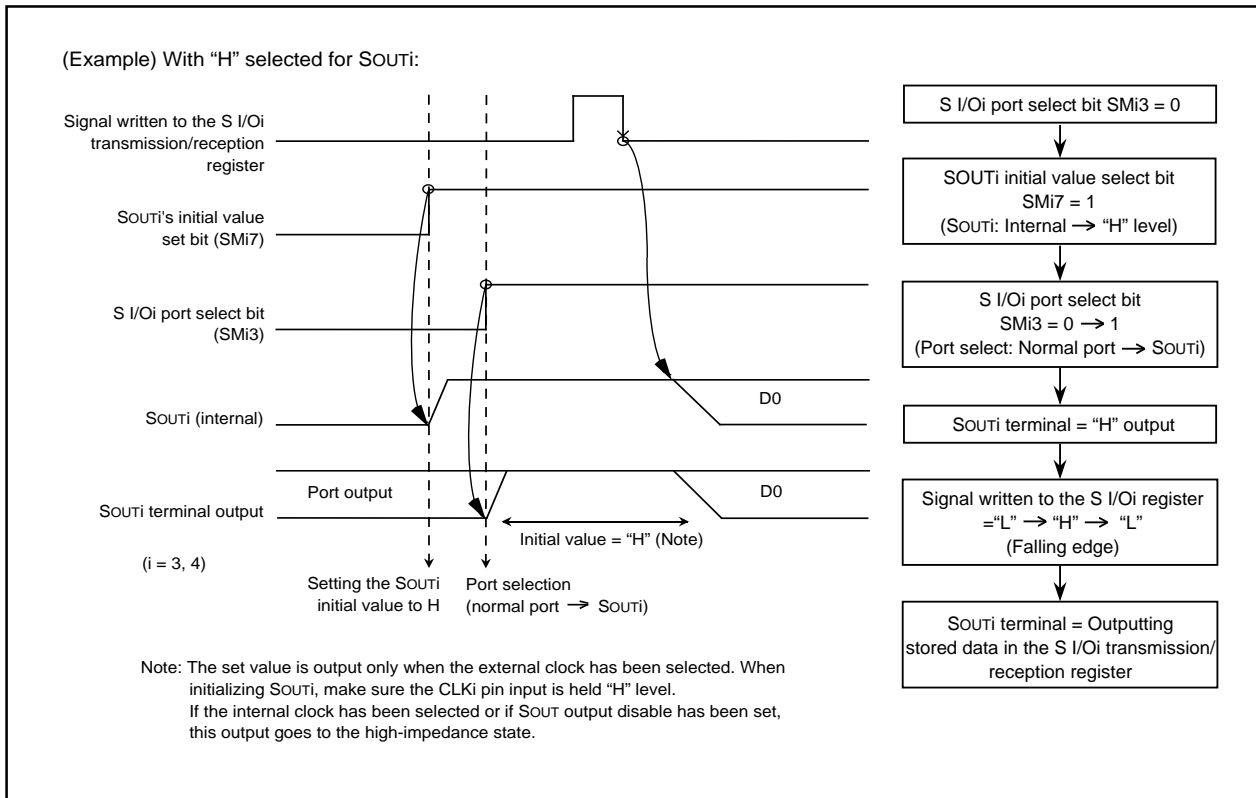 (Example) With “H” selected for SOUTi:
Signal written to the S I/Oi
transmission/reception
register
SOUTi's initial value
set bit (SMi7)
S I/Oi port select bit
(SMi3)
SOUTi (internal)
D0
Port output
D0
SOUTi terminal output
Initial value = “H” (Note)
(i = 3, 4)
Setting the SOUTi
initial value to H
Port selection
(normal port → SOUTi)
Note: The set value is output only when the external clock has been selected. When
initializing SOUTi, make sure the CLKi pin input is held “H” level.
If the internal clock has been selected or if SOUT output disable has been set,
this output goes to the high-impedance state.
S I/Oi port select bit SMi3 = 0
SOUTi initial value select bit
SMi7 = 1
(SOUTi: Internal → “H” level)
S I/Oi port select bit
SMi3 = 0 → 1
(Port select: Normal port → SOUTi)
SOUTi terminal = “H” output
Signal written to the S I/Oi register
=“L” → “H” → “L”
(Falling edge)
SOUTi terminal = Outputting
stored data in the S I/Oi transmission/
reception register